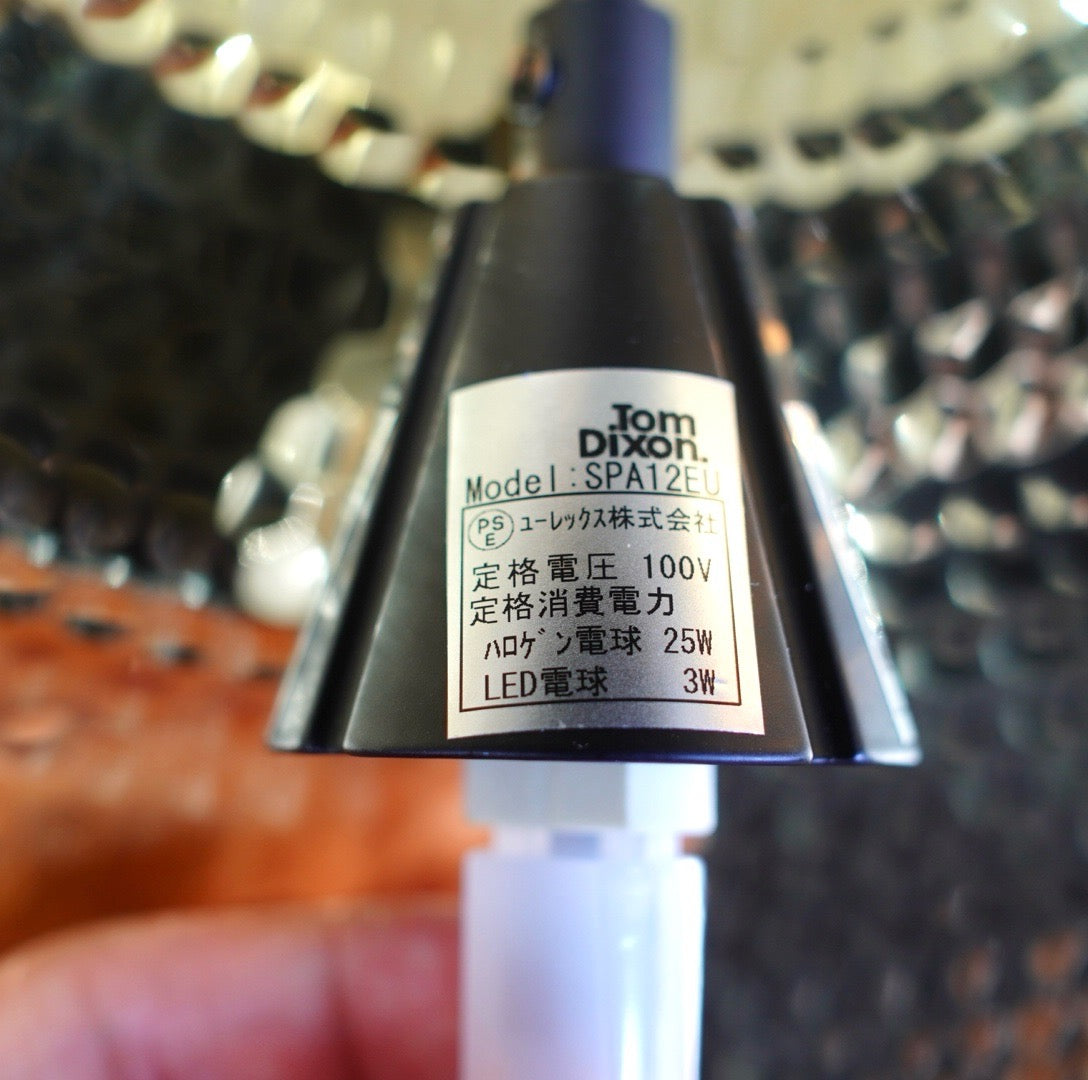 Tom
Dixon.
Model:SPA12EU
PS
E
ユーレックス株式会社
定格電圧 100V
定格消費電力
ﾊﾛｹﾞﾝ電球 25W
LED電球 3W